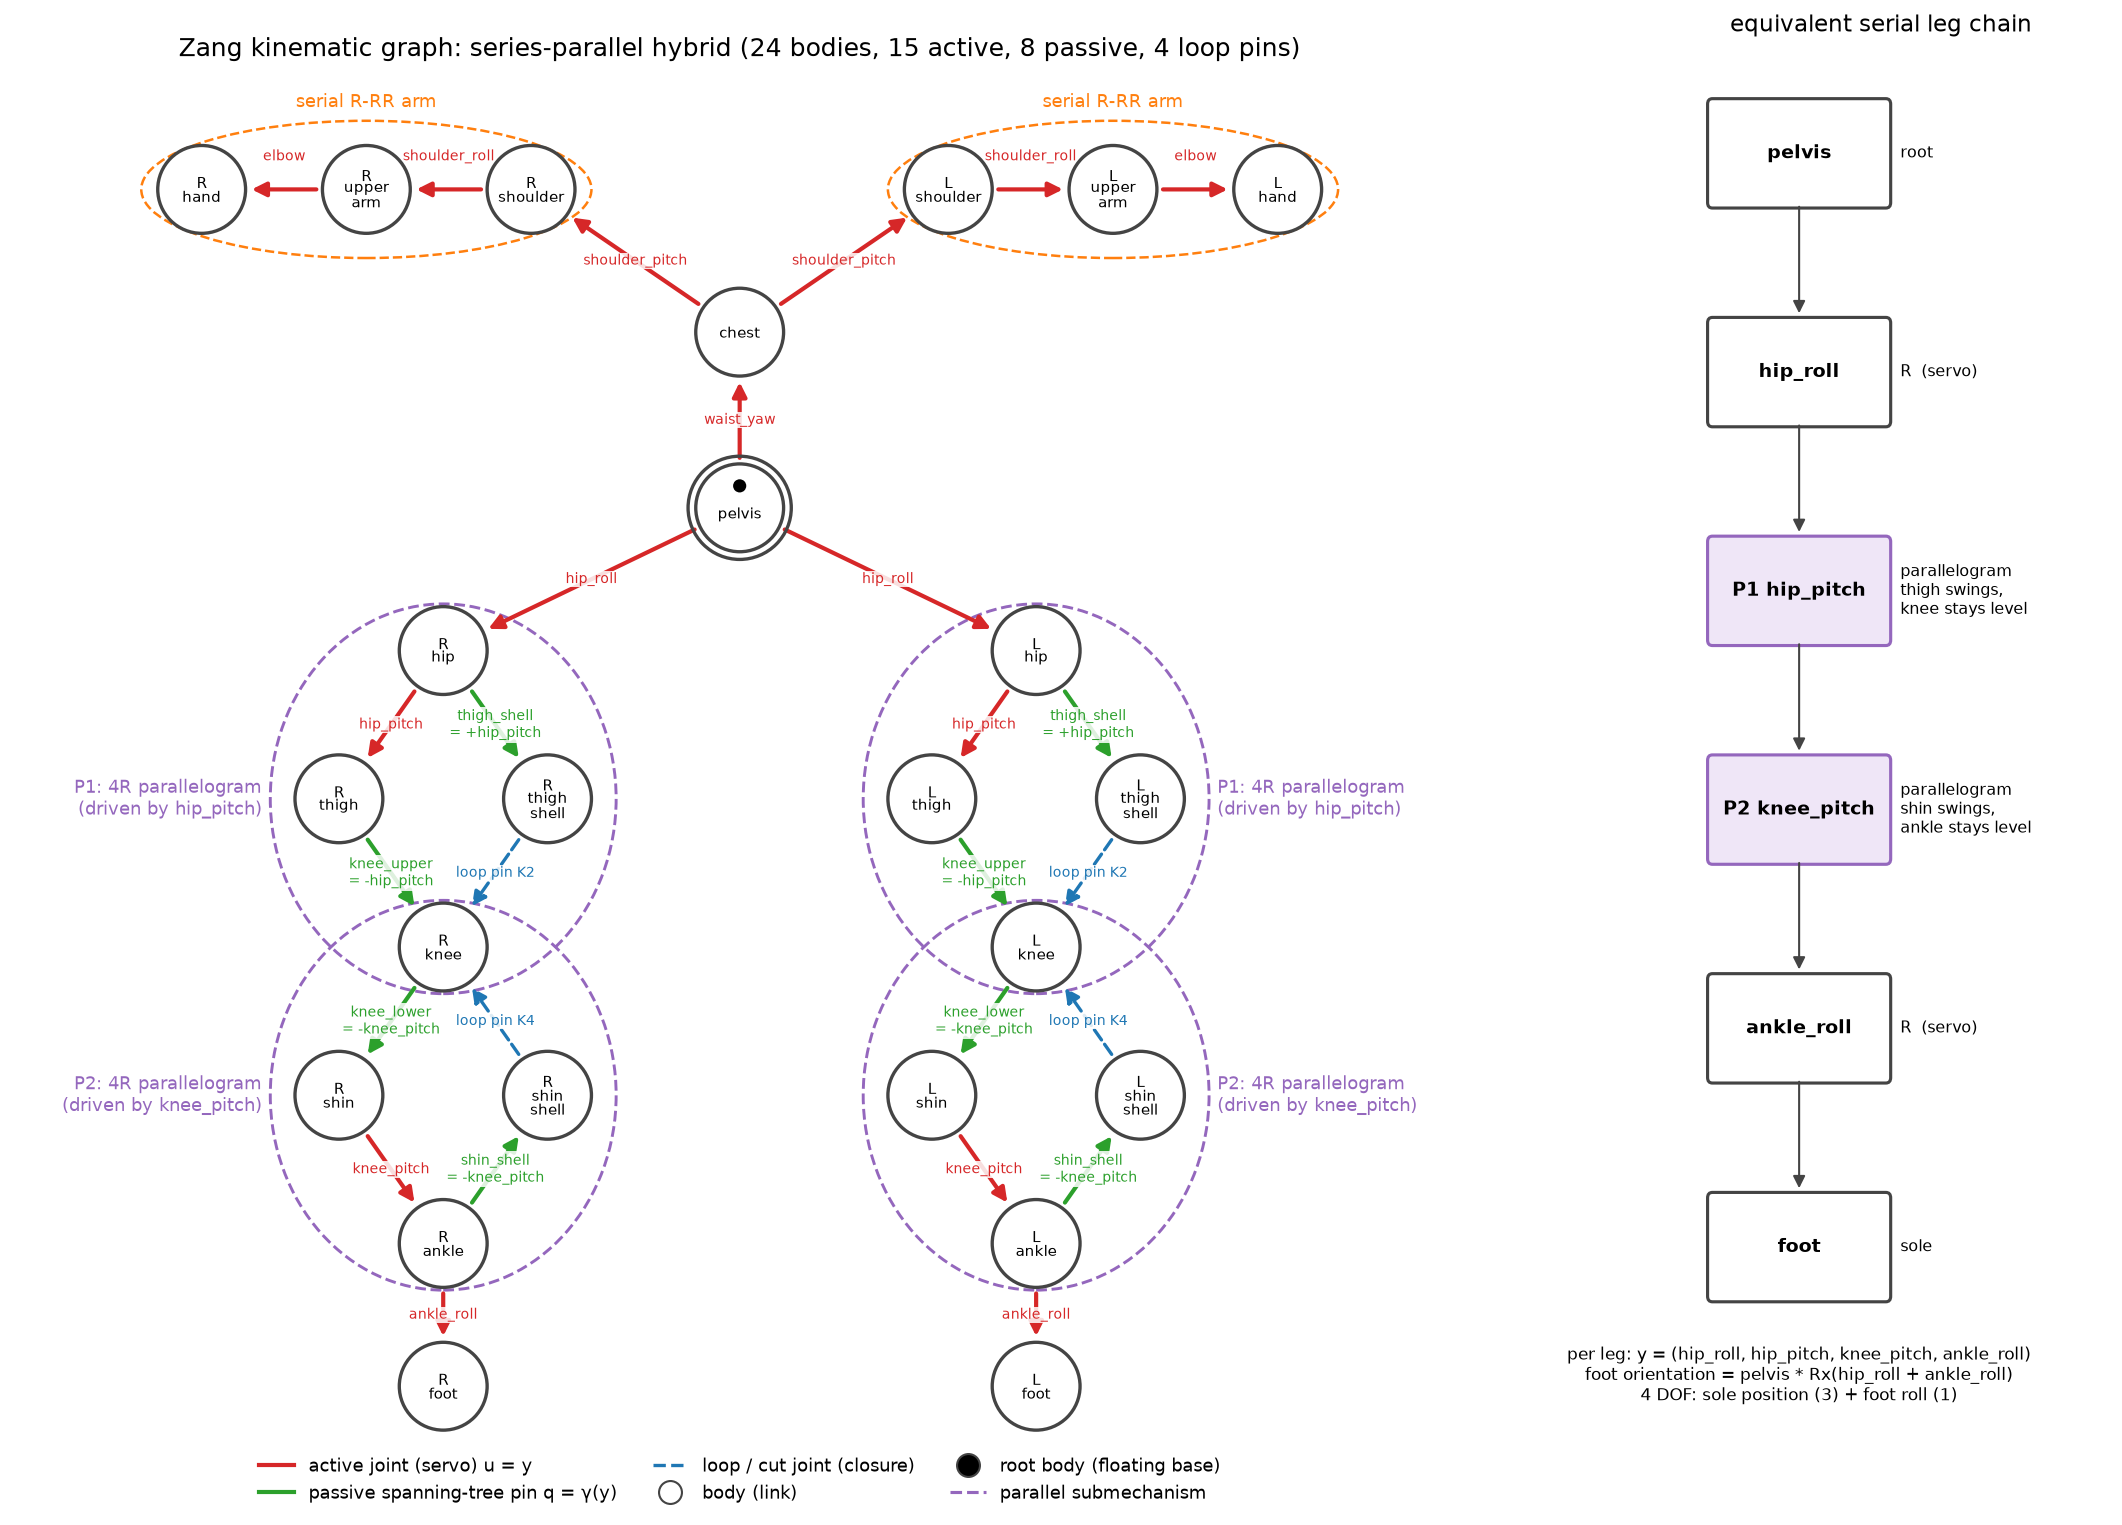 equivalent serial leg chain
Zang kinematic graph: series-parallel hybrid (24 bodies, 15 active, 8 passive, 4 loop pins)
serial R-RR arm
serial R-RR arm
elbow
shoulder_roll
shoulder_roll
elbow
R
hand
R
upper
arm
R
shoulder
L
shoulder
L
upper
arm
L
hand
shoulder_pitch
shoulder_pitch
chest
waist_yaw
pelvis
hip_roll
hip_roll
R
hip
L
hip
hip_pitch
thigh_shell
= +hip_pitch
hip_pitch
thigh_shell
= +hip_pitch
P1: 4R parallelogram
(driven by hip_pitch)
R
thigh
R
thigh
shell
L
thigh
L
thigh
shell
P1: 4R parallelogram
(driven by hip_pitch)
knee_upper
= -hip_pitch
loop pin K2
knee_upper
= -hip_pitch
loop pin K2
R
knee
L
knee
knee_lower
= -knee_pitch
loop pin K4
knee_lower
= -knee_pitch
loop pin K4
P2: 4R parallelogram
(driven by knee_pitch)
R
shin
R
shin
shell
L
shin
L
shin
shell
P2: 4R parallelogram
(driven by knee_pitch)
knee_pitch
shin_shell
= -knee_pitch
knee_pitch
shin_shell
= -knee_pitch
R
ankle
L
ankle
ankle_roll
ankle_roll
R
foot
L
foot
active joint (servo) u = y
passive spanning-tree pin q = γ(y)
loop / cut joint (closure)
body (link)
root body (floating base)
parallel submechanism
pelvis
root
hip_roll
R  (servo)
P1 hip_pitch
parallelogram
thigh swings,
knee stays level
P2 knee_pitch
parallelogram
shin swings,
ankle stays level
ankle_roll
R  (servo)
foot
sole
per leg: y = (hip_roll, hip_pitch, knee_pitch, ankle_roll)
foot orientation = pelvis * Rx(hip_roll + ankle_roll)
4 DOF: sole position (3) + foot roll (1)